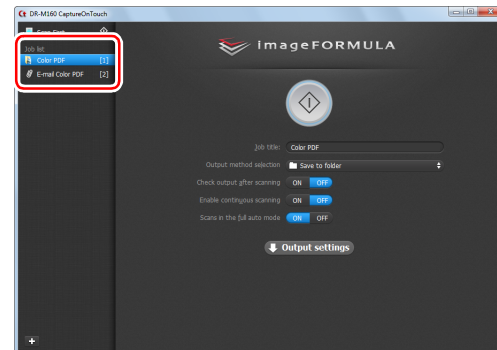 DR-M160 CaptureOnTouch
Scan First
Job list
Color PDF [1]
E-mail Color PDF [2]
imageFORMULA
Job title: Color PDF
Output method selection Save to folder
Check output after scanning ON OFF
Enable continuous scanning ON OFF
Scans in the full auto mode ON OFF
Output settings